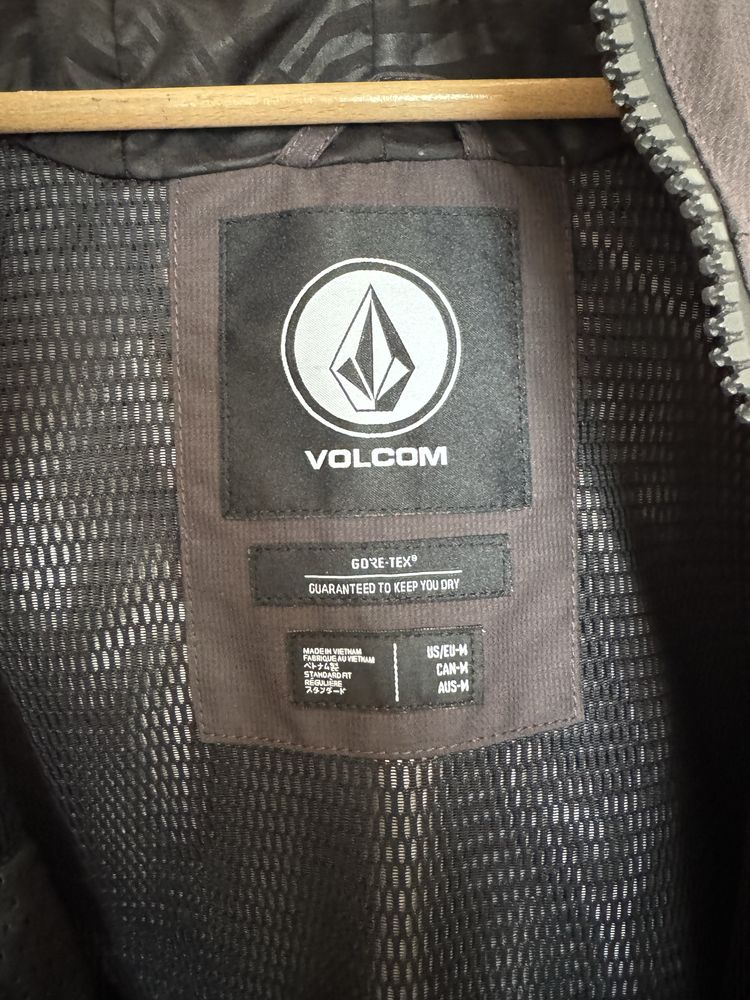 VOLCOM
GORE-TEX®
GUARANTEED TO KEEP YOU DRY
MADE IN VIETNAM
FABRIQUÉ AU VIETNAM
ベトナム製
STANDARD FIT
RÉGULIÈRE
スタンダード
US/EU-M
CAN-M
AUS-M